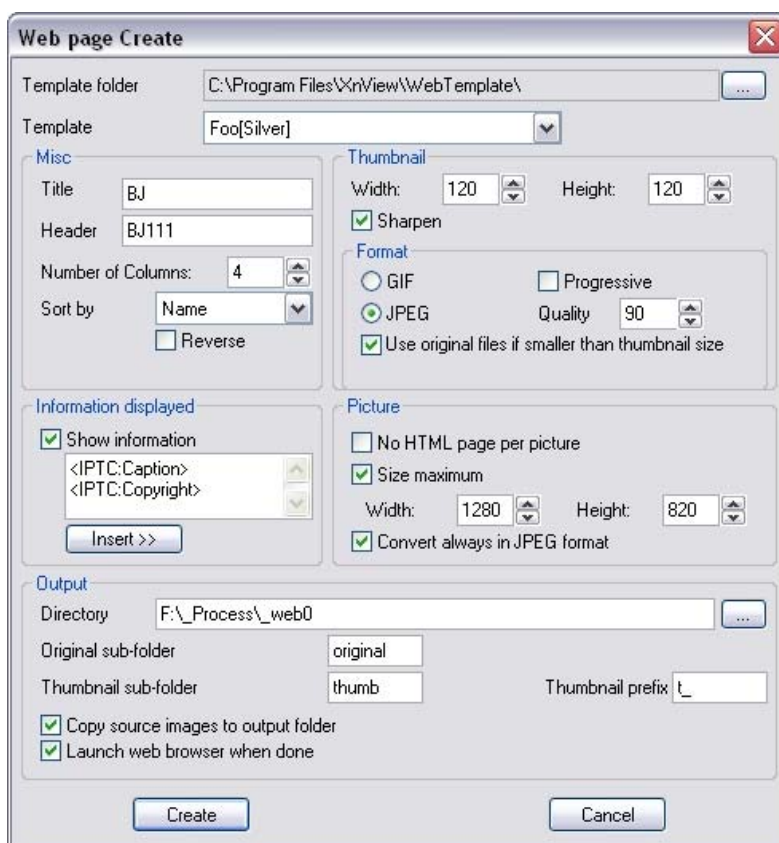 Web page Create
Template folder C:\Program Files\XnView\WebTemplate\ ...
Template Foo[Silver]
Misc
Title BJ
Header BJ111
Number of Columns: 4
Sort by Name
Reverse
Thumbnail
Width: 120 Height: 120
Sharpen
Format
GIF Progressive
JPEG Quality 90
Use original files if smaller than thumbnail size
Information displayed
Show information
<IPTC:Caption>
<IPTC:Copyright>
Insert >>
Picture
No HTML page per picture
Size maximum
Width: 1280 Height: 820
Convert always in JPEG format
Output
Directory F:\_Process\_web0 ...
Original sub-folder original
Thumbnail sub-folder thumb Thumbnail prefix t_
Copy source images to output folder
Launch web browser when done
Create Cancel